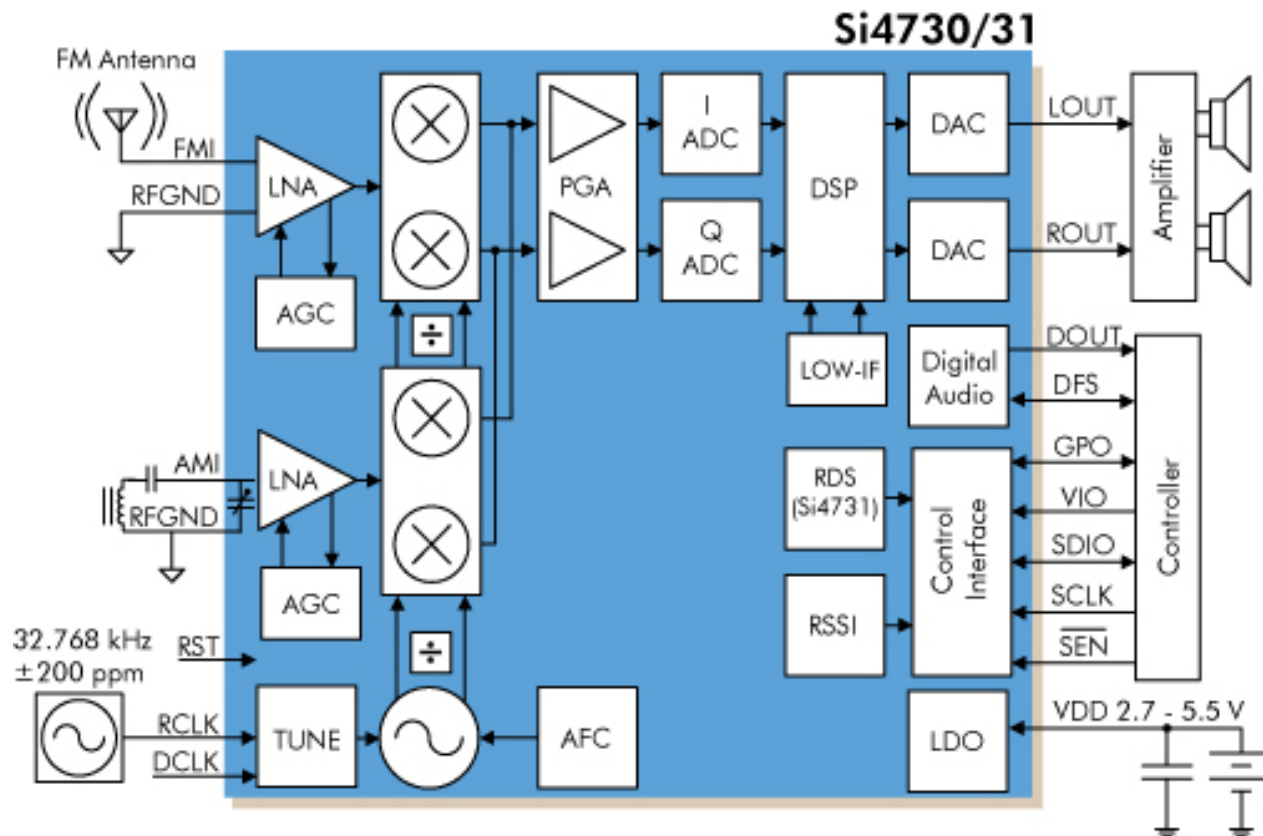 Si4730/31
FM Antenna
FMI
RFGND
LNA
AGC
PGA
I
ADC
Q
ADC
DSP
DAC
DAC
LOUT
ROUT
Amplifier
÷
LOW-IF
Digital
Audio
DOUT
DFS
AMI
RFGND
LNA
AGC
RDS
(Si4731)
RSSI
Control
Interface
GPO
VIO
SDIO
SCLK
SEN
Controller
32.768 kHz
±200 ppm
RST
÷
RCLK
DCLK
TUNE
AFC
LDO
VDD 2.7 - 5.5 V